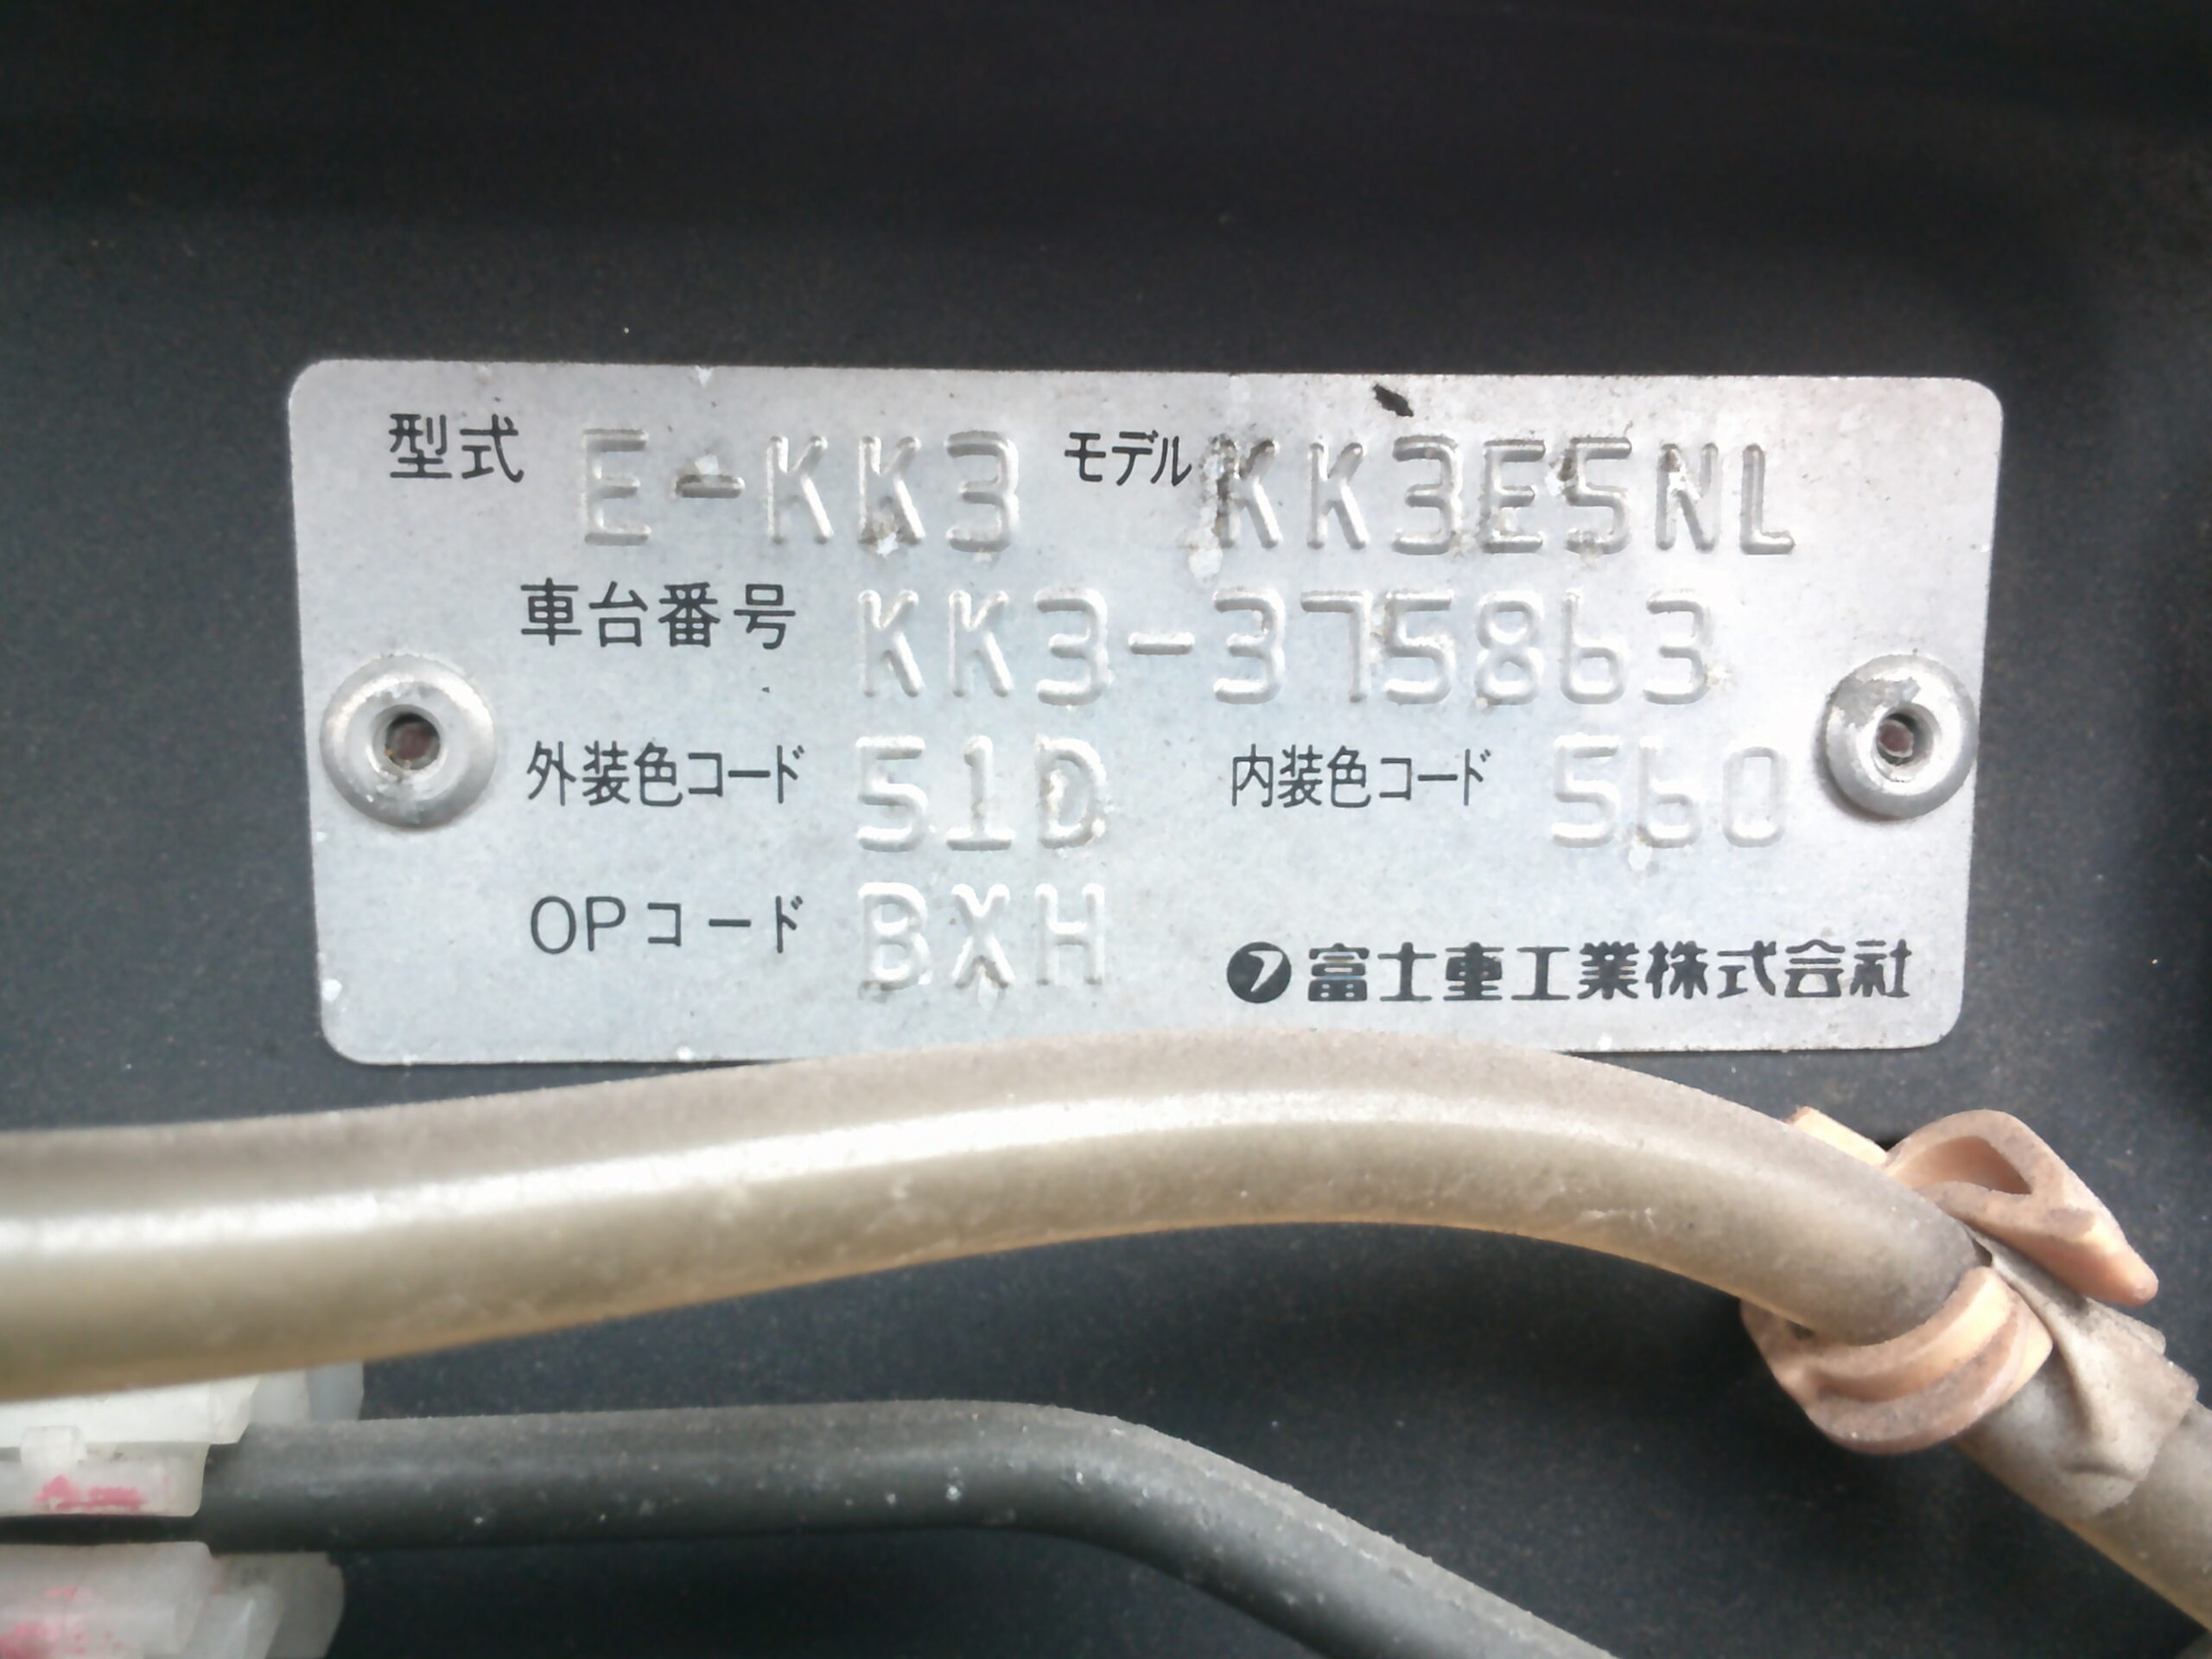 型式 E-KK3 モデル KK3E5NL
車台番号 KK3-375863
外装色コード 51D 内装色コード 560
OPコード BXH
フ 富士重工業株式会社